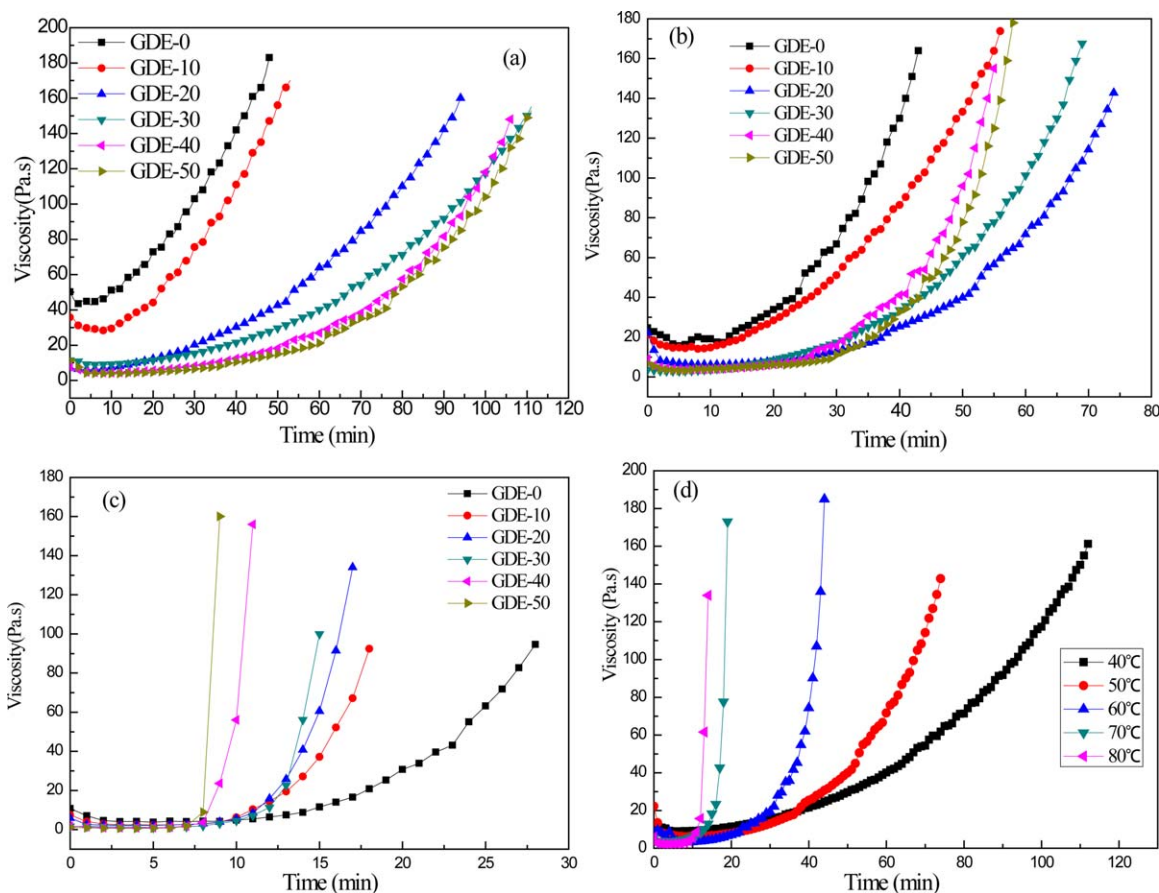 (a)
GDE-0
GDE-10
GDE-20
GDE-30
GDE-40
GDE-50
Viscosity(Pa.s)
200
180
160
140
120
100
80
60
40
20
0
0 10 20 30 40 50 60 70 80 90 100 110 120
Time (min)
(b)
GDE-0
GDE-10
GDE-20
GDE-30
GDE-40
GDE-50
Viscosity(Pa.s)
180
160
140
120
100
80
60
40
20
0
0 10 20 30 40 50 60 70 80
Time (min)
(c)
GDE-0
GDE-10
GDE-20
GDE-30
GDE-40
GDE-50
Viscosity(Pa.s)
180
160
140
120
100
80
60
40
20
0
0 5 10 15 20 25 30
Time (min)
(d)
40℃
50℃
60℃
70℃
80℃
Viscosity (Pa.s)
200
180
160
140
120
100
80
60
40
20
0
0 20 40 60 80 100 120
Time (min)